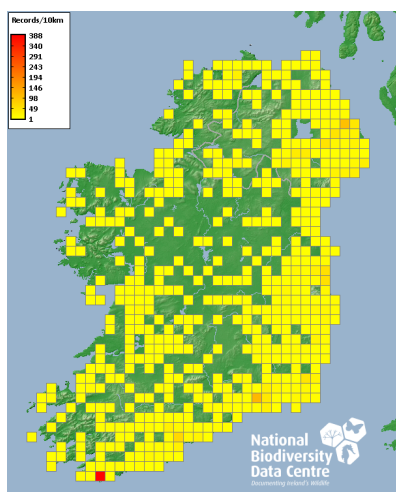 Records/10km
388
340
291
243
194
146
98
49
1
National
Biodiversity
Data Centre
Documenting Ireland's Wildlife